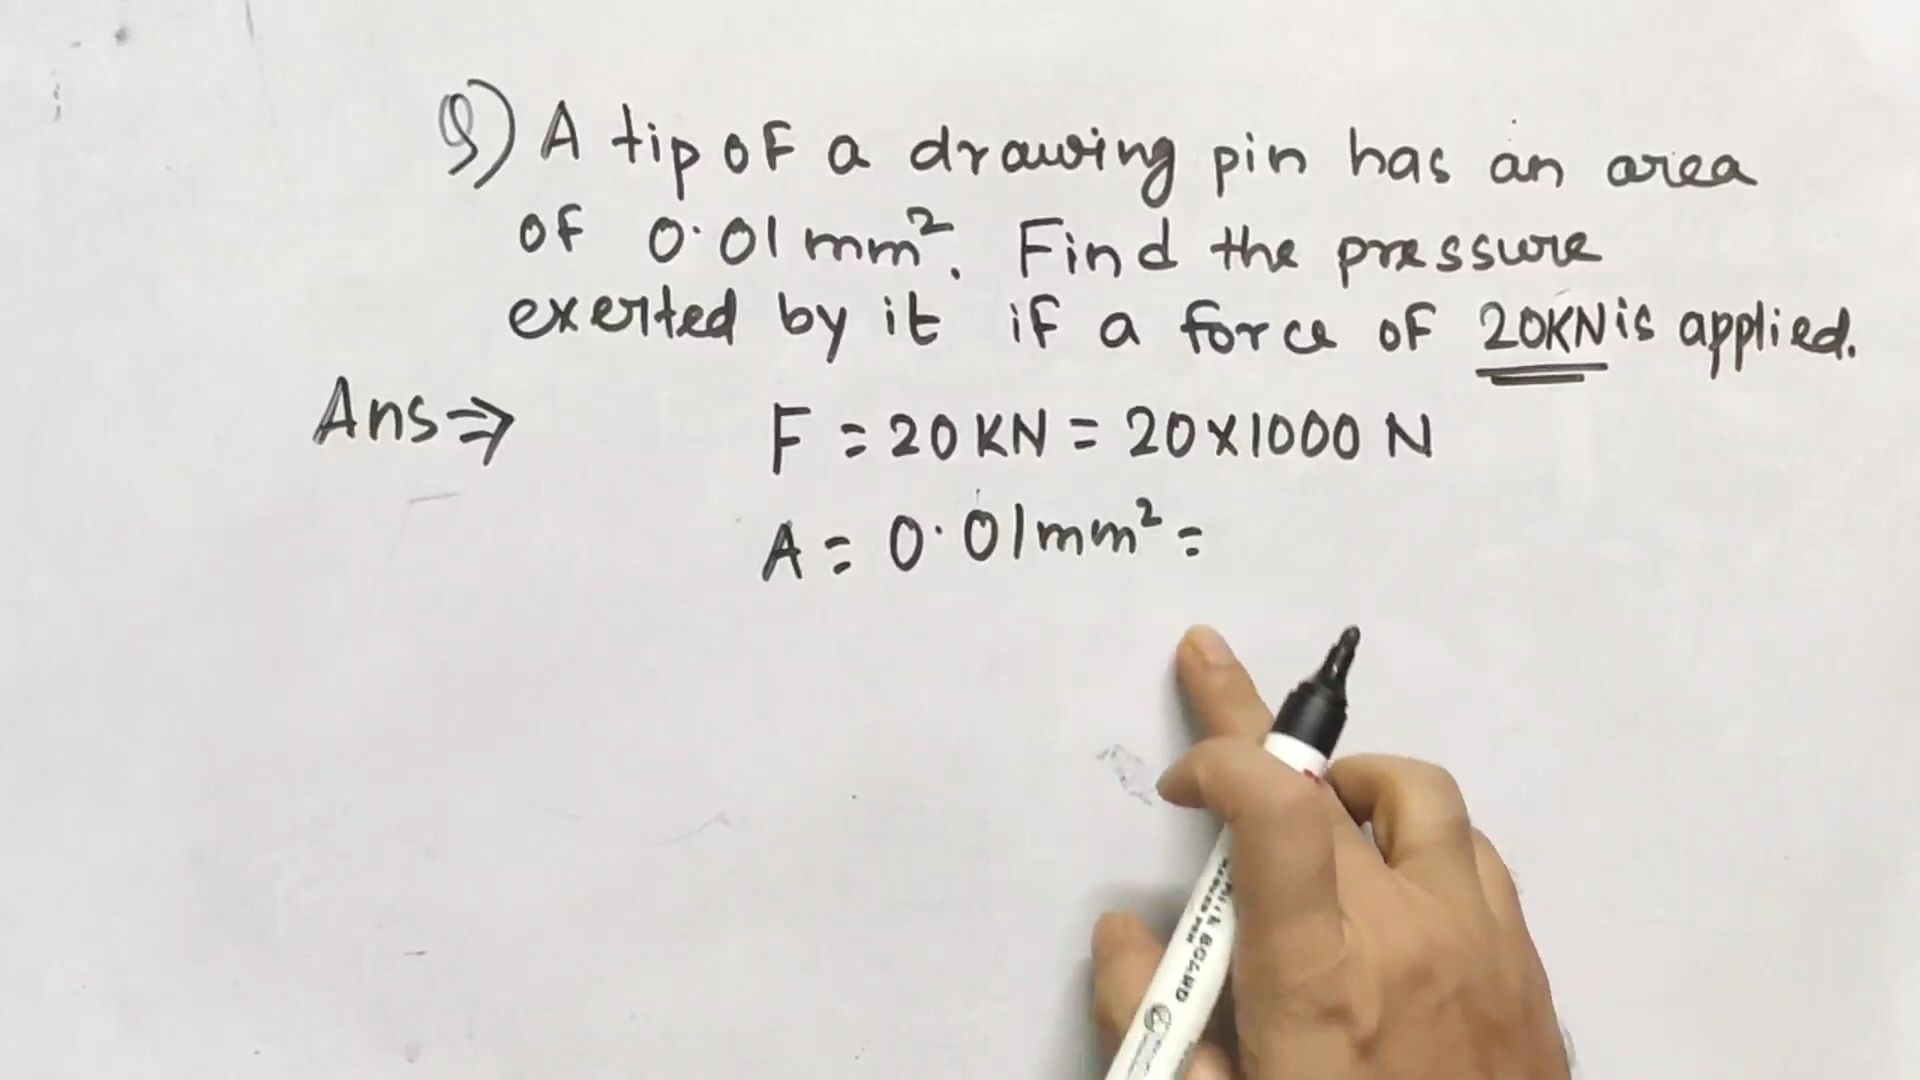 Q) A tip of a drawing pin has an area
of 0.01 mm². Find the pressure
exerted by it if a force of 20KN is applied.
Ans ⇒ F = 20 KN = 20×1000 N
A = 0.01 mm² =